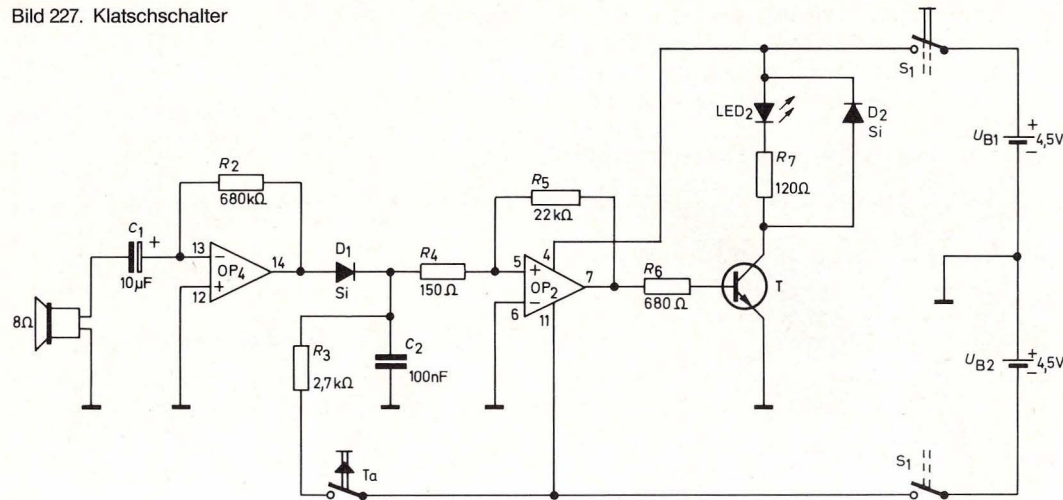 Bild 227. Klatschschalter
S1
LED2
D2
Si
UB1
+
−
4,5V
R2
680kΩ
R5
22kΩ
R7
120Ω
C1
+
10µF
13
−
OP4
+
12
14
D1
Si
R4
150Ω
5
+
OP2
−
6
4
7
11
R6
680Ω
T
8Ω
R3
2,7kΩ
C2
100nF
UB2
+
−
4,5V
Ta
S1